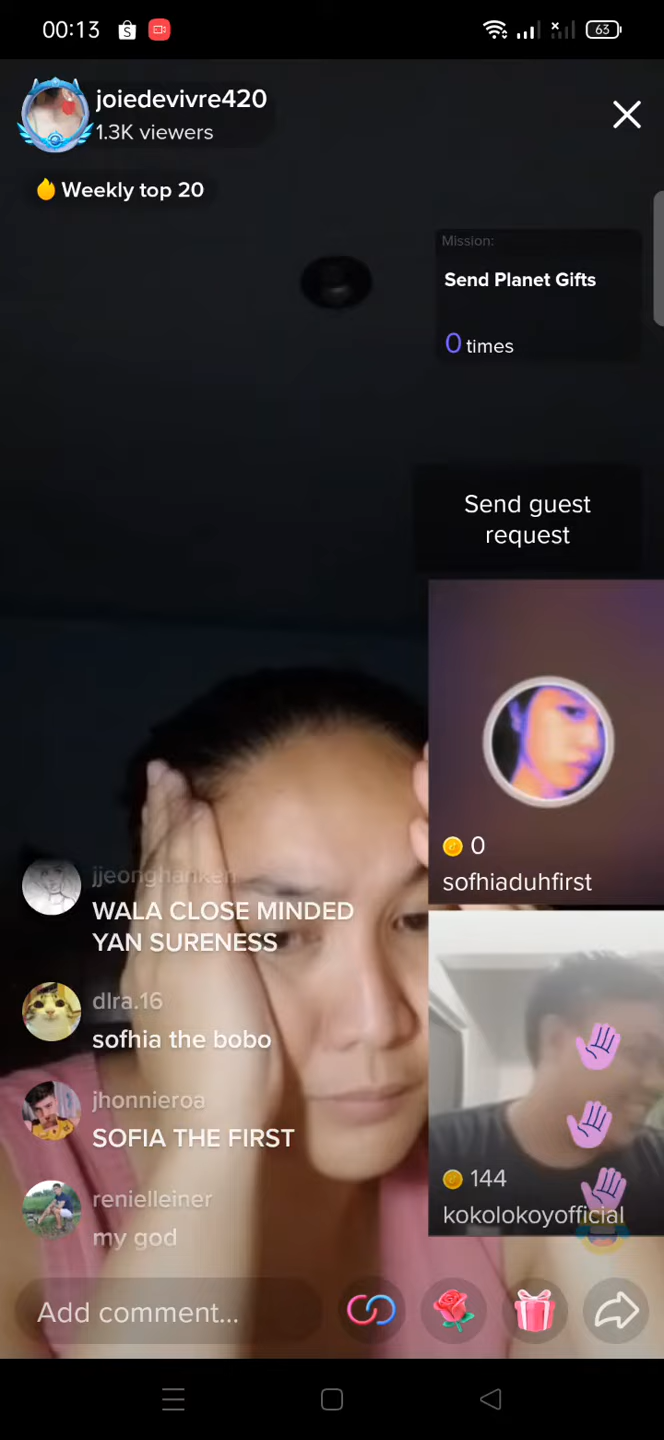 00:13
63
joiedevivre420
1.3K viewers
Weekly top 20
Mission:
Send Planet Gifts
0 times
Send guest
request
0
sofhiaduhfirst
jjeonghanken
WALA CLOSE MINDED
YAN SURENESS
dlra.16
sofhia the bobo
jhonnieroa
SOFIA THE FIRST
144
kokolokoyofficial
renielleiner
my god
Add comment...